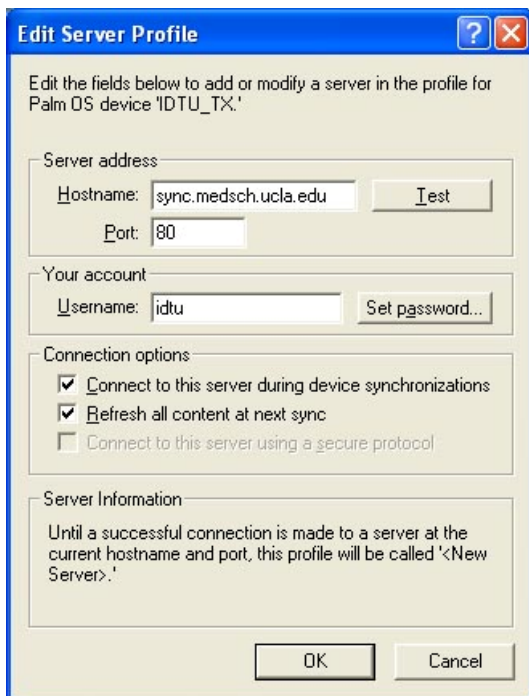 Edit Server Profile
Edit the fields below to add or modify a server in the profile for
Palm OS device 'IDTU_TX.'
Server address
Hostname: sync.medsch.ucla.edu Test
Port: 80
Your account
Username: idtu Set password...
Connection options
Connect to this server during device synchronizations
Refresh all content at next sync
Connect to this server using a secure protocol
Server Information
Until a successful connection is made to a server at the
current hostname and port, this profile will be called '<New
Server>.'
OK Cancel